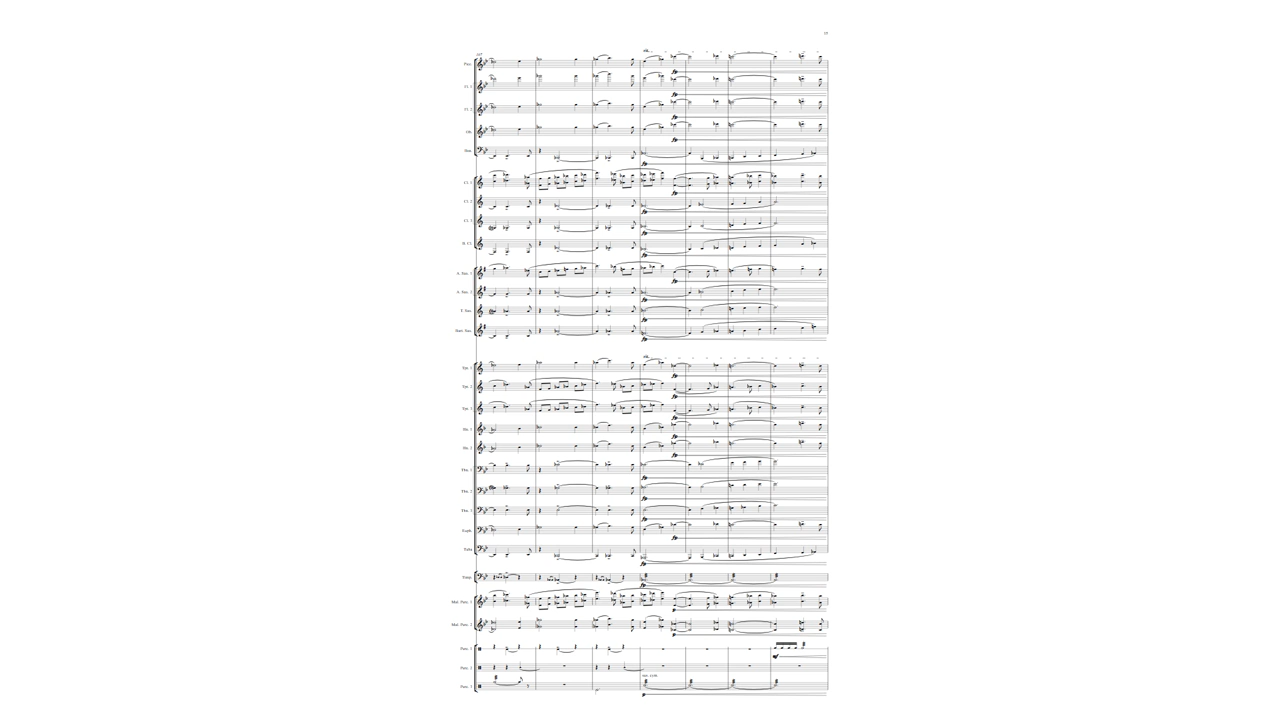 Picc.
Fl. 1
Fl. 2
Ob.
Bsn.
Cl. 1
Cl. 2
Cl. 3
B. Cl.
A. Sax. 1
A. Sax. 2
T. Sax.
Bari. Sax.
Tpt. 1
Tpt. 2
Tpt. 3
Hn. 1
Hn. 2
Tbn. 1
Tbn. 2
Tbn. 3
Euph.
Tuba
Timp.
Mal. Perc. 1
Mal. Perc. 2
Perc. 1
Perc. 2
sus. cym.
Perc. 3